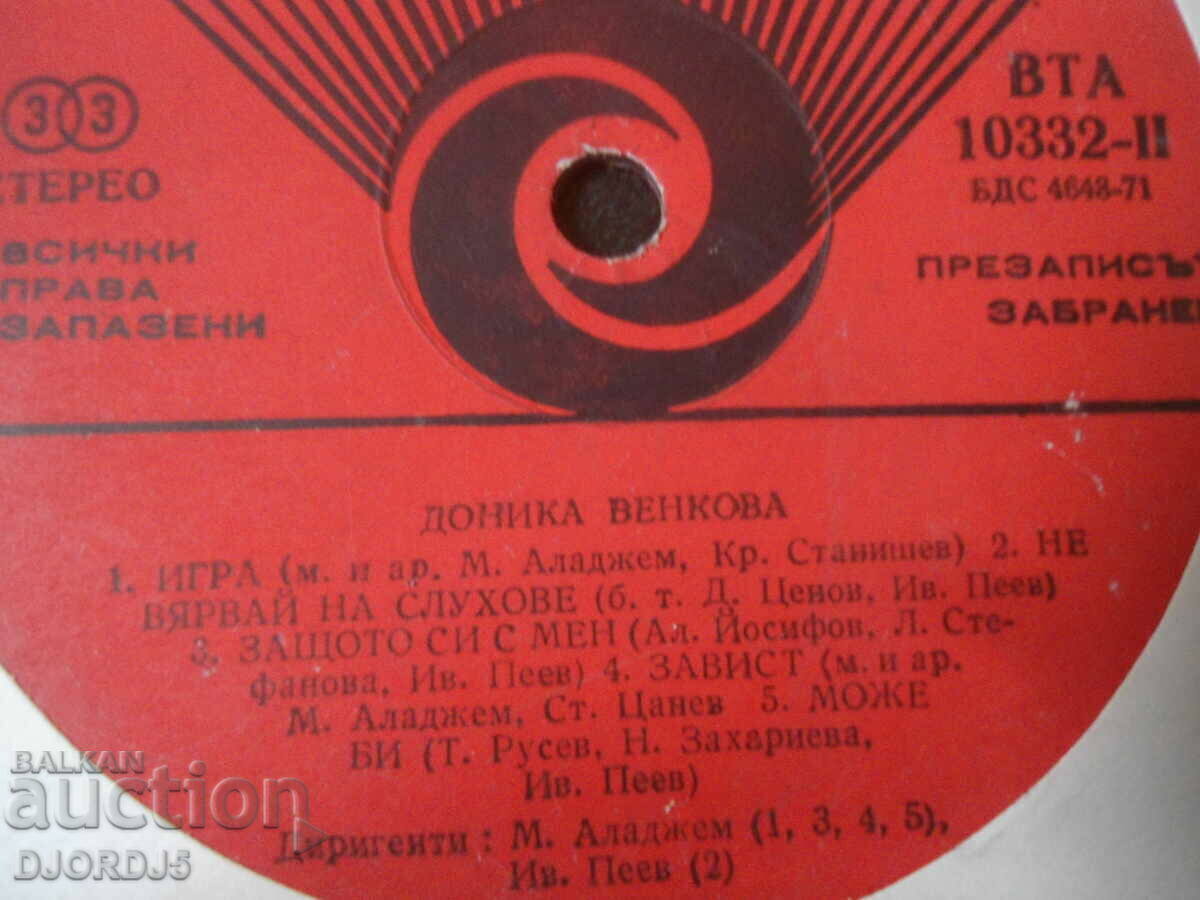 33
СТЕРЕО
всички
права
запазени
ВТА
10332-II
БДС 4648-71
ПРЕЗАПИСЪТ
ЗАБРАНЕН
ДОНИКА ВЕНКОВА
1. ИГРА (м. и ар. М. Аладжем, Кр. Станишев) 2. НЕ
ВЯРВАЙ НА СЛУХОВЕ (б. т. Д. Ценов, Ив. Пеев)
3. ЗАЩОТО СИ С МЕН (Ал. Йосифов, Л. Сте-
фанова, Ив. Пеев) 4. ЗАВИСТ (м. и ар.
М. Аладжем, Ст. Цанев 5. МОЖЕ
БИ (Т. Русев, Н. Захариева,
Ив. Пеев)
Диригенти : М. Аладжем (1, 3, 4, 5),
Ив. Пеев (2)
BALKAN
auction
DJORDJ5